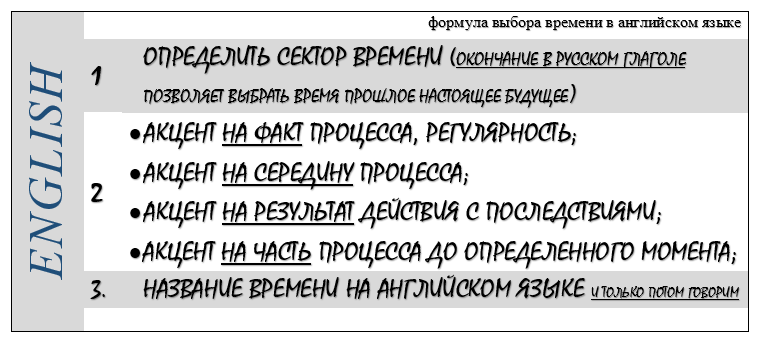 формула выбора времени в английском языке
ENGLISH
1 ОПРЕДЕЛИТЬ СЕКТОР ВРЕМЕНИ (ОКОНЧАНИЕ В РУССКОМ ГЛАГОЛЕ
ПОЗВОЛЯЕТ ВЫБРАТЬ ВРЕМЯ ПРОШЛОЕ НАСТОЯЩЕЕ БУДУЩЕЕ)
2
•АКЦЕНТ НА ФАКТ ПРОЦЕССА, РЕГУЛЯРНОСТЬ;
•АКЦЕНТ НА СЕРЕДИНУ ПРОЦЕССА;
•АКЦЕНТ НА РЕЗУЛЬТАТ ДЕЙСТВИЯ С ПОСЛЕДСТВИЯМИ;
•АКЦЕНТ НА ЧАСТЬ ПРОЦЕССА ДО ОПРЕДЕЛЕННОГО МОМЕНТА;
3. НАЗВАНИЕ ВРЕМЕНИ НА АНГЛИЙСКОМ ЯЗЫКЕ И ТОЛЬКО ПОТОМ ГОВОРИМ